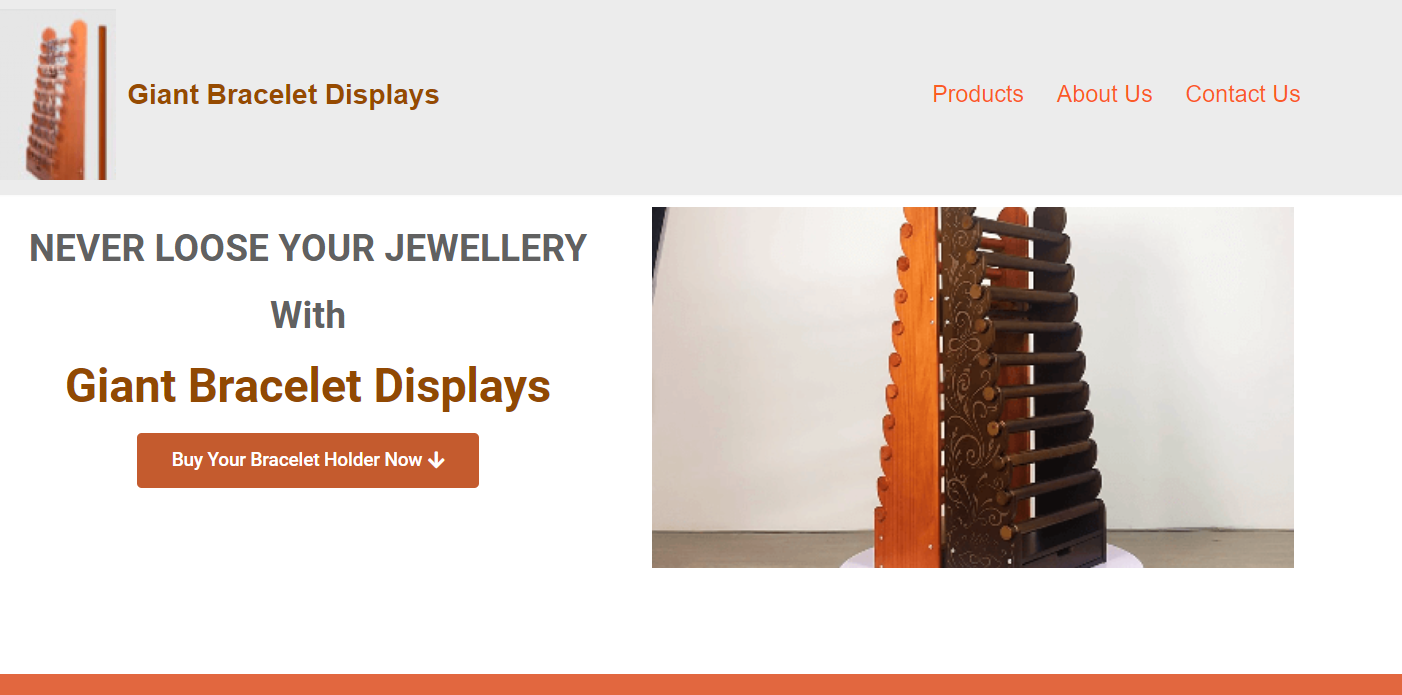 Giant Bracelet Displays
Products
About Us
Contact Us
NEVER LOOSE YOUR JEWELLERY
With
Giant Bracelet Displays
Buy Your Bracelet Holder Now